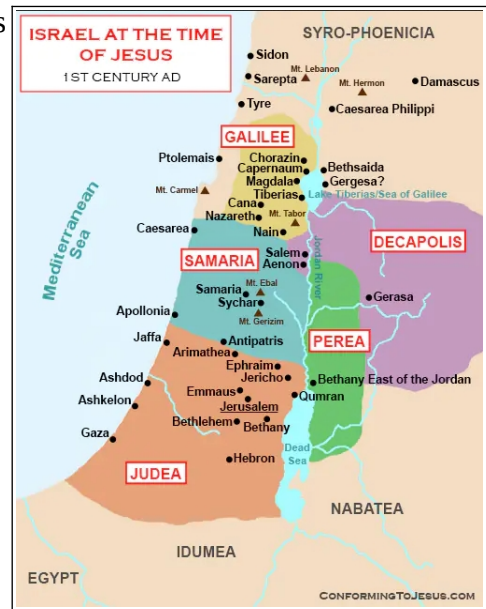 s
ISRAEL AT THE TIME
OF JESUS
1ST CENTURY AD
SYRO-PHOENICIA
Sidon
Mt. Lebanon
Sarepta
Mt. Hermon
Damascus
Tyre
Caesarea Philippi
GALILEE
Ptolemais
Chorazin
Capernaum
Bethsaida
Magdala
Gergesa?
Mt. Carmel
Tiberias
Lake Tiberias/Sea of Galilee
Cana
Mt. Tabor
Nazareth
Caesarea
Nain
Mediterranean
Sea
DECAPOLIS
Jordan River
SAMARIA
Salem
Aenon
Mt. Ebal
Samaria
Sychar
Gerasa
Mt. Gerizim
Apollonia
Jaffa
Antipatris
PEREA
Arimathea
Ephraim
Jericho
Bethany East of the Jordan
Ashdod
Emmaus
Qumran
Ashkelon
Jerusalem
Bethlehem
Bethany
Gaza
Dead
Sea
Hebron
JUDEA
NABATEA
IDUMEA
EGYPT
CONFORMINGTOJESUS.COM